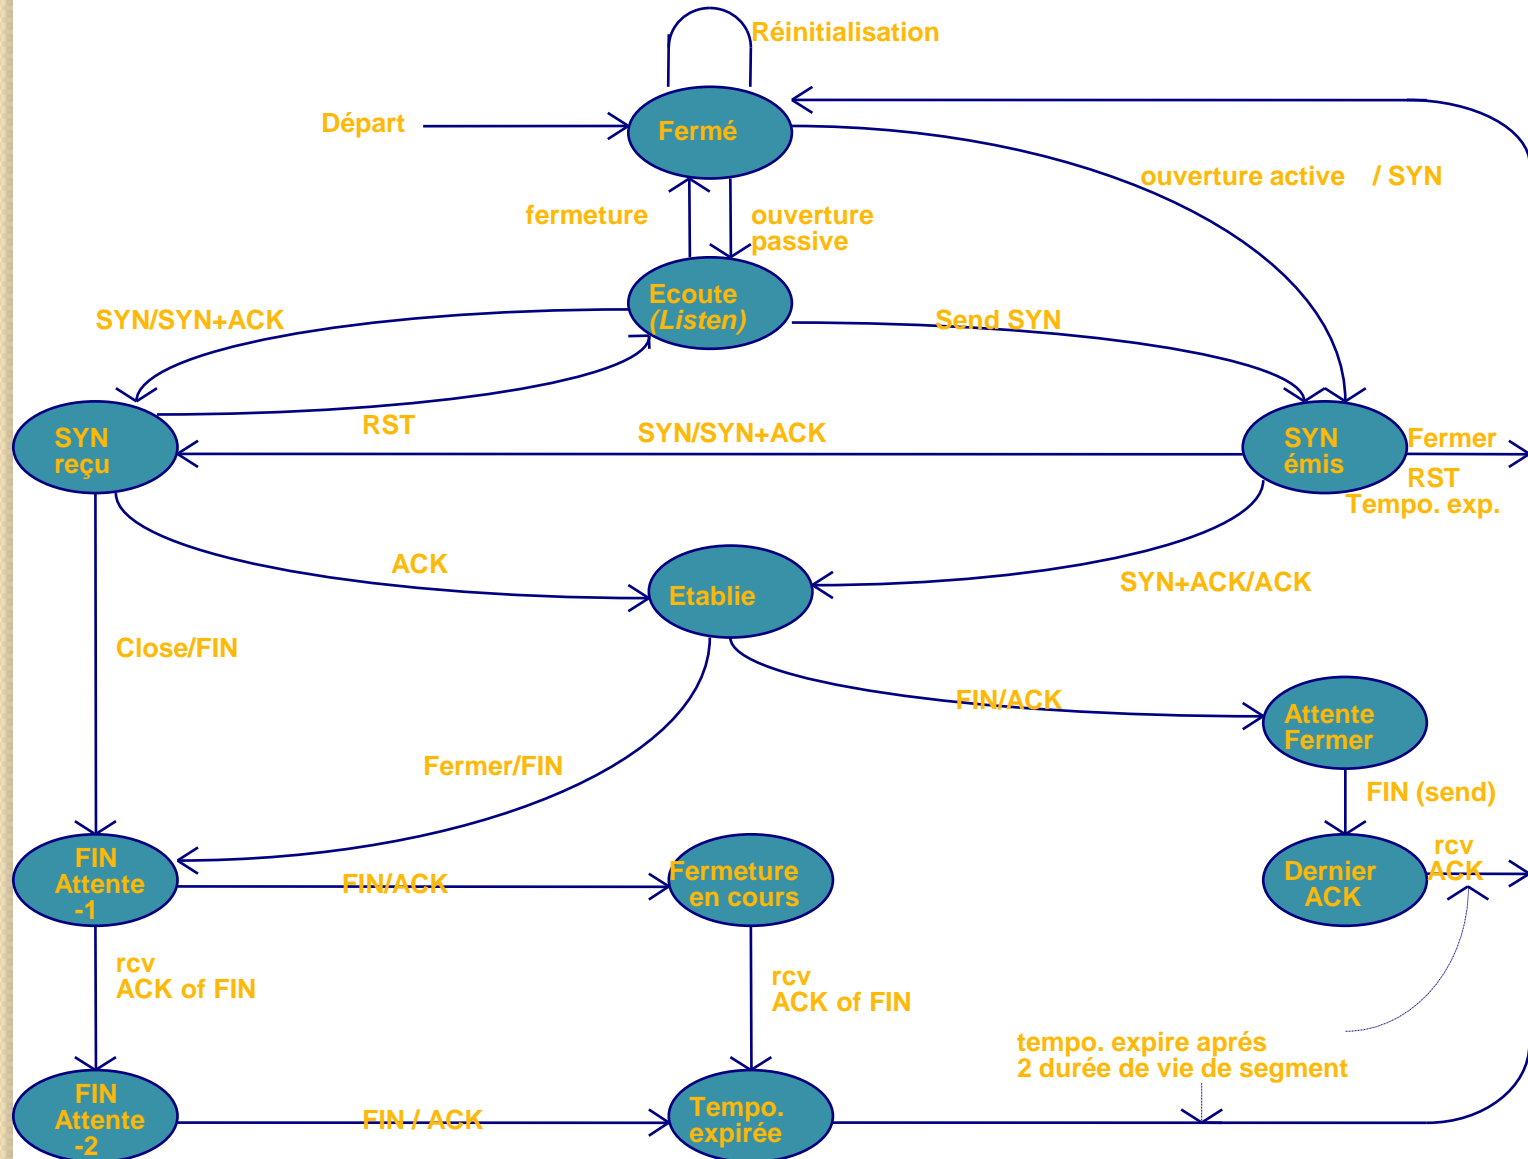 Réinitialisation
Départ
Fermé
ouverture active / SYN
fermeture
ouverture
passive
Ecoute
(Listen)
SYN/SYN+ACK
Send SYN
RST
SYN/SYN+ACK
SYN
reçu
SYN
émis
Fermer
RST
Tempo. exp.
ACK
Etablie
SYN+ACK/ACK
Close/FIN
FIN/ACK
Attente
Fermer
Fermer/FIN
FIN (send)
FIN
Attente
-1
FIN/ACK
Fermeture
en cours
Dernier
ACK
rcv
ACK
rcv
ACK of FIN
rcv
ACK of FIN
tempo. expire aprés
2 durée de vie de segment
FIN
Attente
-2
FIN / ACK
Tempo.
expirée